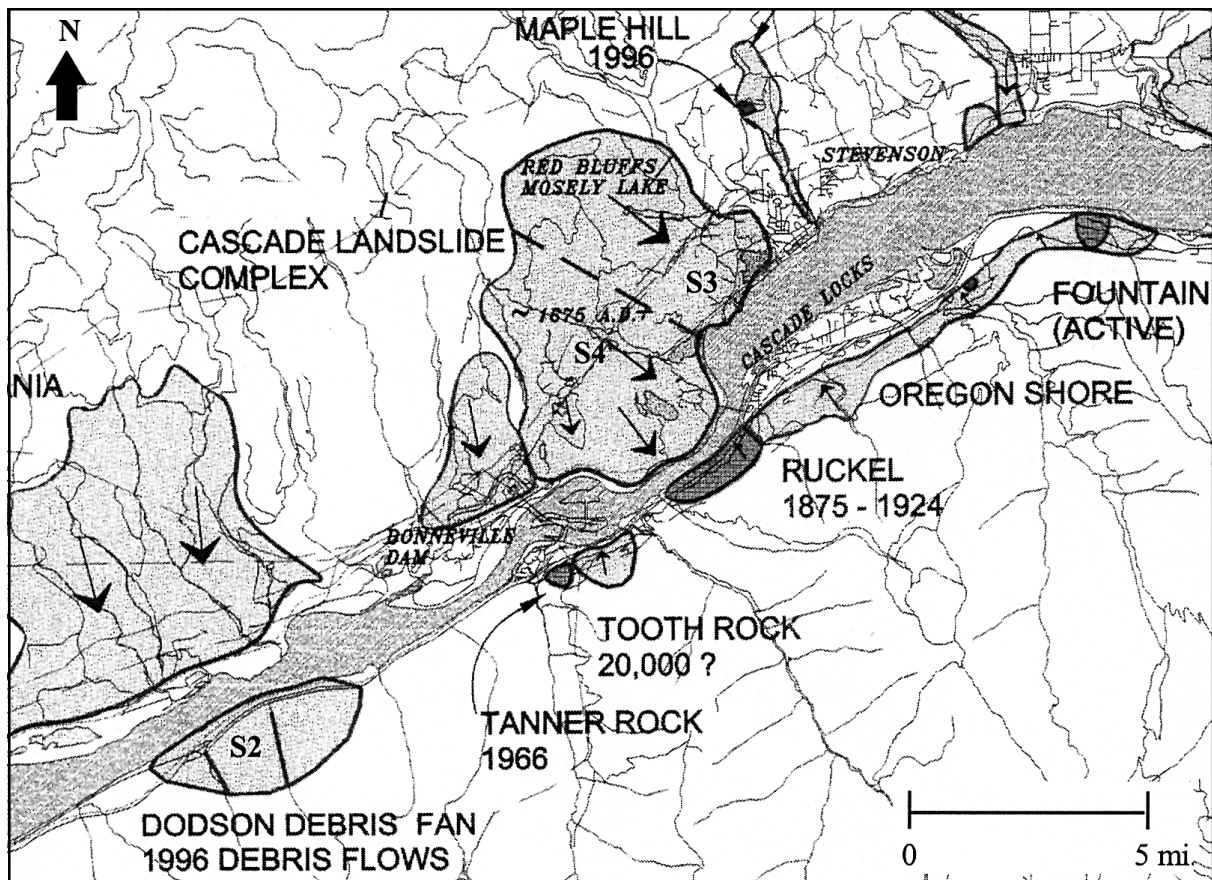 N
MAPLE HILL
1996
STEVENSON
RED BLUFFS/
MOSELY LAKE
CASCADE LANDSLIDE
COMPLEX
S3
~ 1675 A.D.
S4
CASCADE LOCKS
FOUNTAIN
(ACTIVE)
NIA
OREGON SHORE
RUCKEL
1875 - 1924
BONNEVILLE
DAM
TOOTH ROCK
20,000 ?
TANNER ROCK
1966
S2
DODSON DEBRIS FAN
1996 DEBRIS FLOWS
0
5 mi.